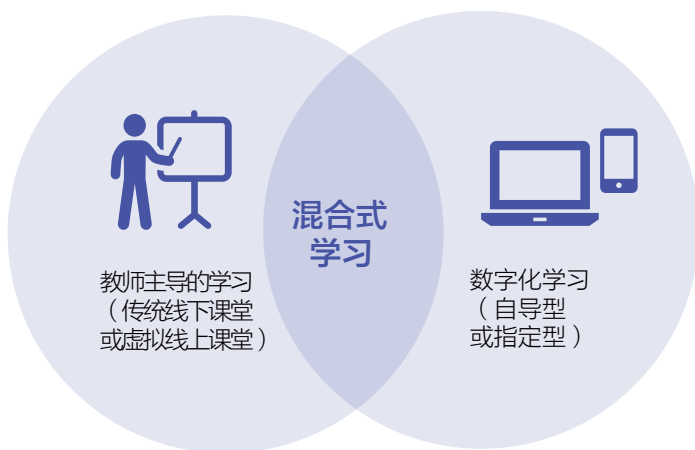 混合式
学习
教师主导的学习
（传统线下课堂
或虚拟线上课堂）
数字化学习
（自导型
或指定型）